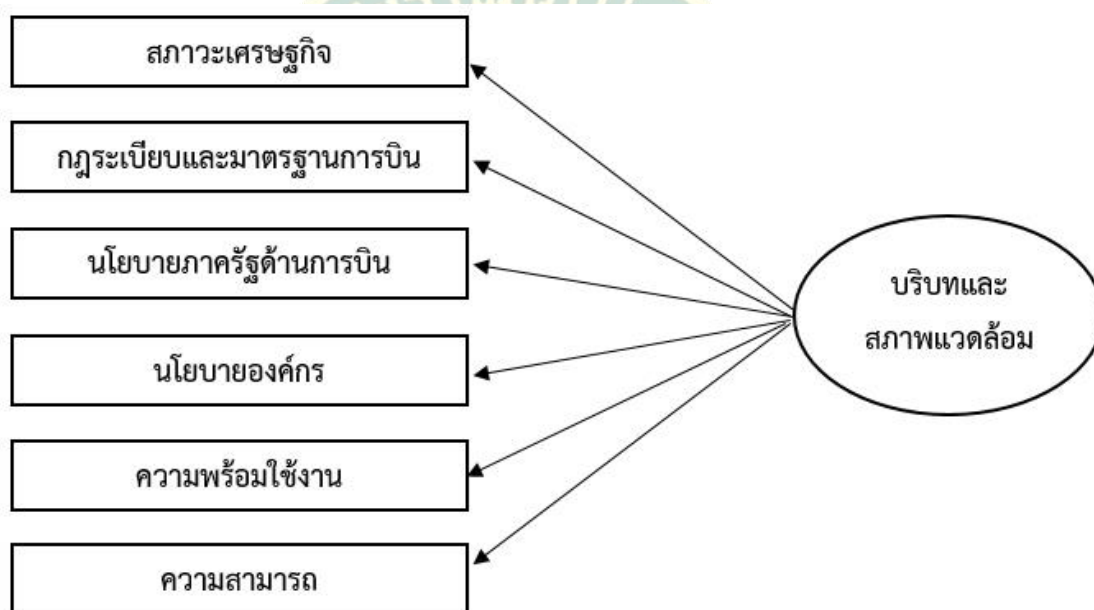 สภาวะเศรษฐกิจ
กฎระเบียบและมาตรฐานการบิน
นโยบายภาครัฐด้านการบิน
นโยบายองค์กร
ความพร้อมใช้งาน
ความสามารถ
บริบทและ
สภาพแวดล้อม